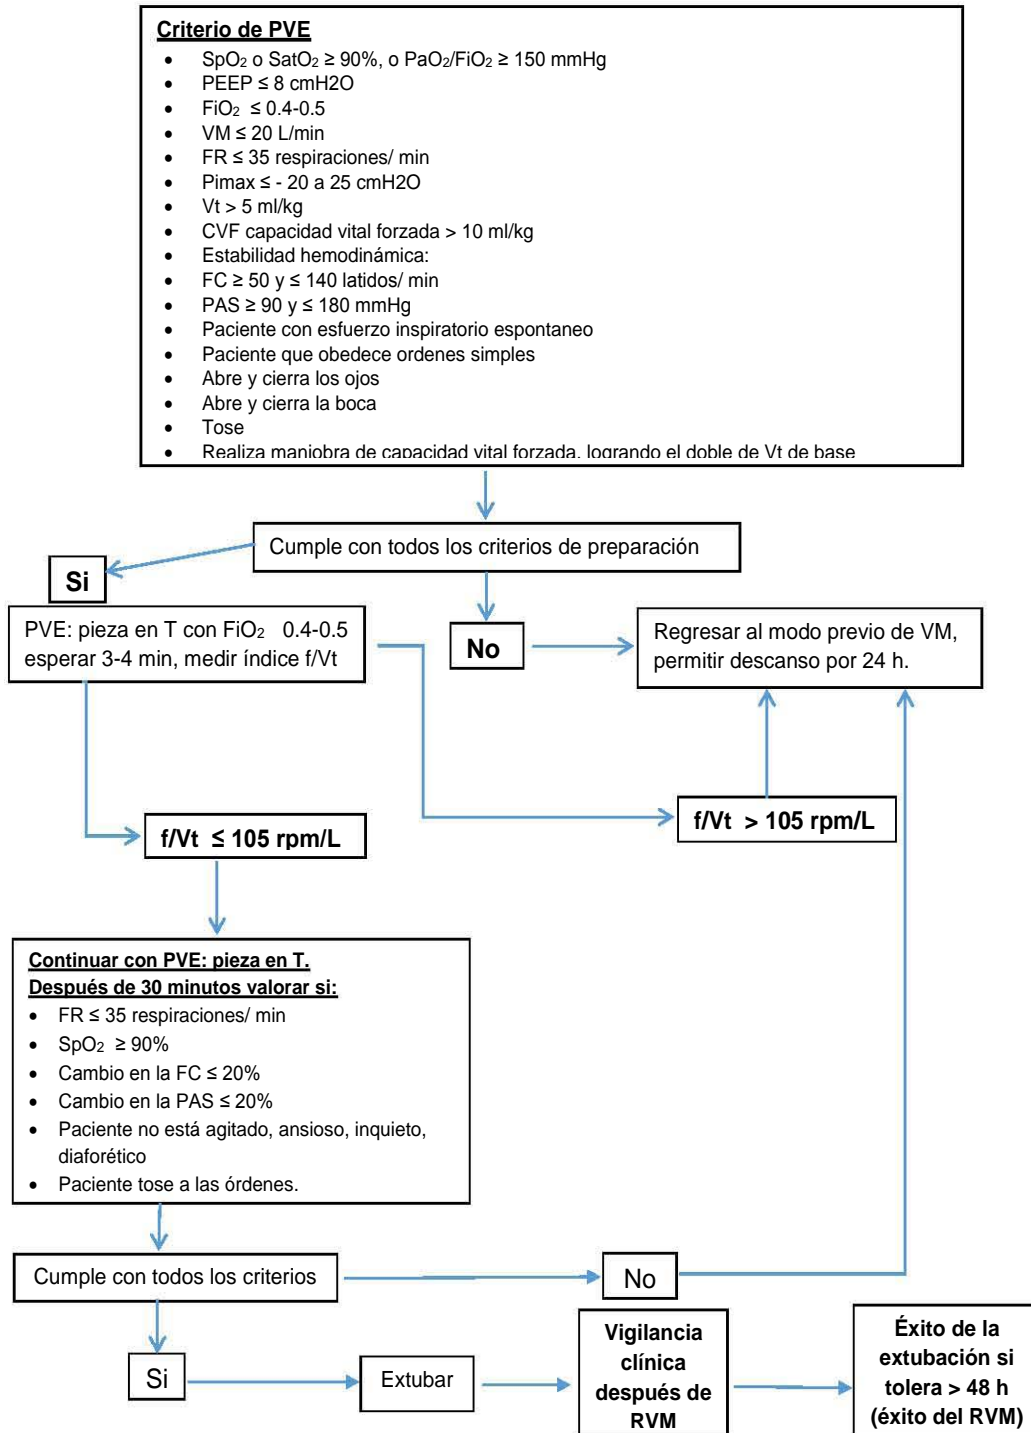 Criterio de PVE
• SpO₂ o SatO₂ ≥ 90%, o PaO₂/FiO₂ ≥ 150 mmHg
• PEEP ≤ 8 cmH2O
• FiO₂ ≤ 0.4-0.5
• VM ≤ 20 L/min
• FR ≤ 35 respiraciones/ min
• Pimax ≤ - 20 a 25 cmH2O
• Vt > 5 ml/kg
• CVF capacidad vital forzada > 10 ml/kg
• Estabilidad hemodinámica:
• FC ≥ 50 y ≤ 140 latidos/ min
• PAS ≥ 90 y ≤ 180 mmHg
• Paciente con esfuerzo inspiratorio espontaneo
• Paciente que obedece ordenes simples
• Abre y cierra los ojos
• Abre y cierra la boca
• Tose
• Realiza maniobra de capacidad vital forzada, logrando el doble de Vt de base
Cumple con todos los criterios de preparación
Si
No
PVE: pieza en T con FiO₂ 0.4-0.5
esperar 3-4 min, medir índice f/Vt
Regresar al modo previo de VM,
permitir descanso por 24 h.
f/Vt ≤ 105 rpm/L
f/Vt > 105 rpm/L
Continuar con PVE: pieza en T.
Después de 30 minutos valorar si:
• FR ≤ 35 respiraciones/ min
• SpO₂ ≥ 90%
• Cambio en la FC ≤ 20%
• Cambio en la PAS ≤ 20%
• Paciente no está agitado, ansioso, inquieto,
diaforético
• Paciente tose a las órdenes.
Cumple con todos los criterios
No
Si
Extubar
Vigilancia
clínica
después de
RVM
Éxito de la
extubación si
tolera > 48 h
(éxito del RVM)